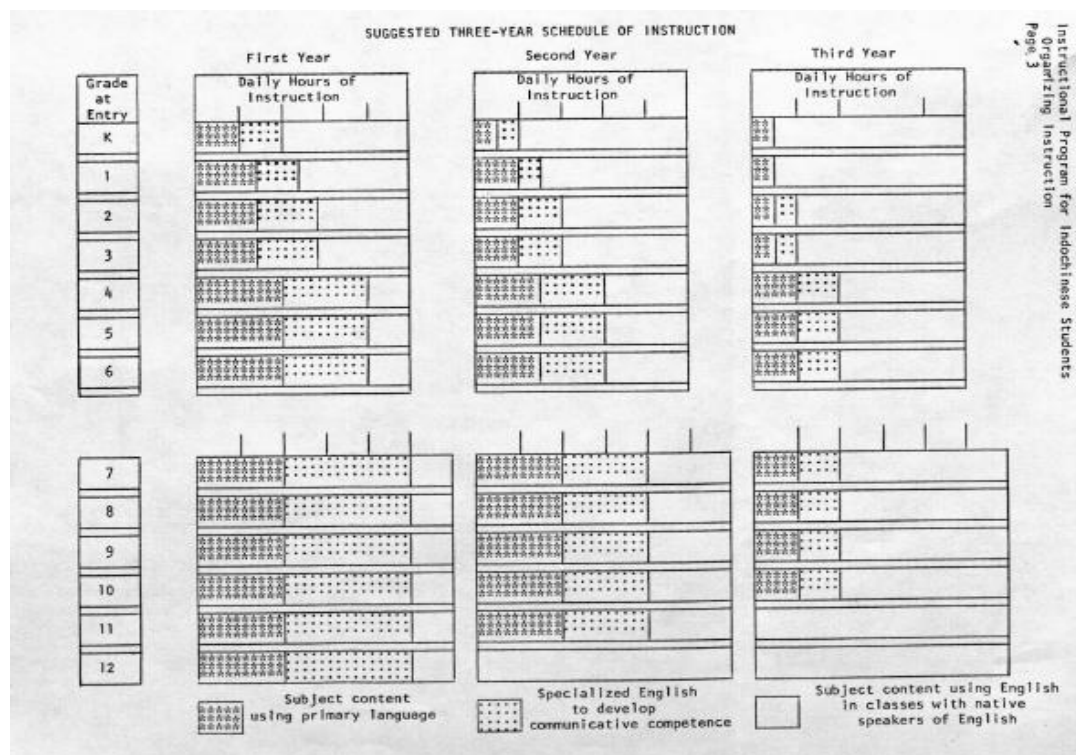 Instructional Program for Indochinese Students
Organizing Instruction
Page 3
SUGGESTED THREE-YEAR SCHEDULE OF INSTRUCTION
First Year
Second Year
Third Year
Grade
at
Entry
Daily Hours of
Instruction
Daily Hours of
Instruction
Daily Hours of
Instruction
K
1
2
3
4
5
6
7
8
9
10
11
12
Subject content
using primary language
Specialized English
to develop
communicative competence
Subject content using English
in classes with native
speakers of English